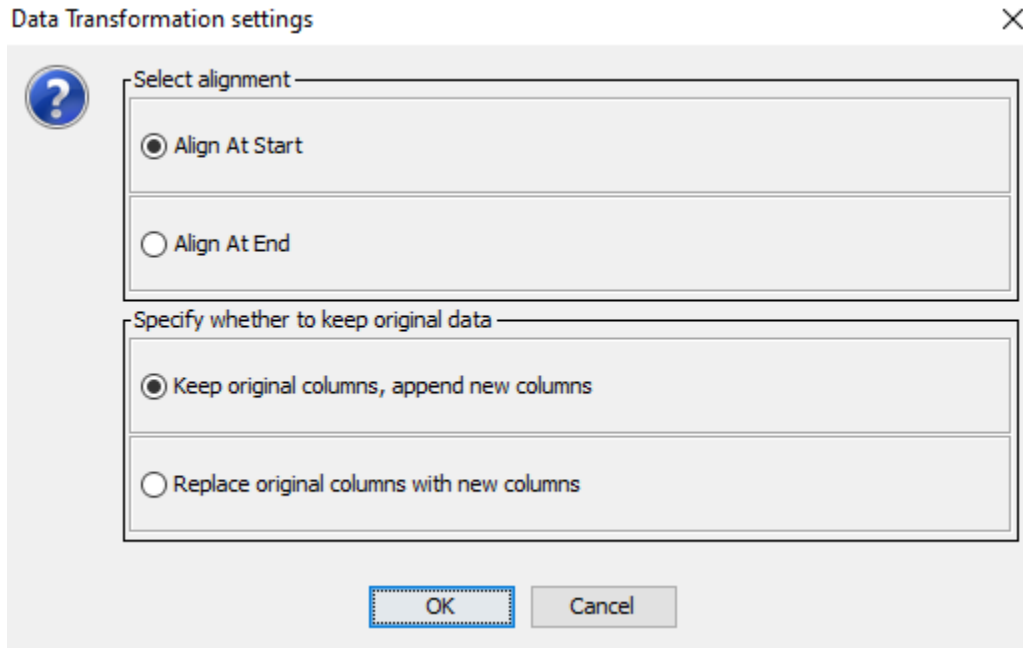 Data Transformation settings
Select alignment
Align At Start
Align At End
Specify whether to keep original data
Keep original columns, append new columns
Replace original columns with new columns
OK Cancel